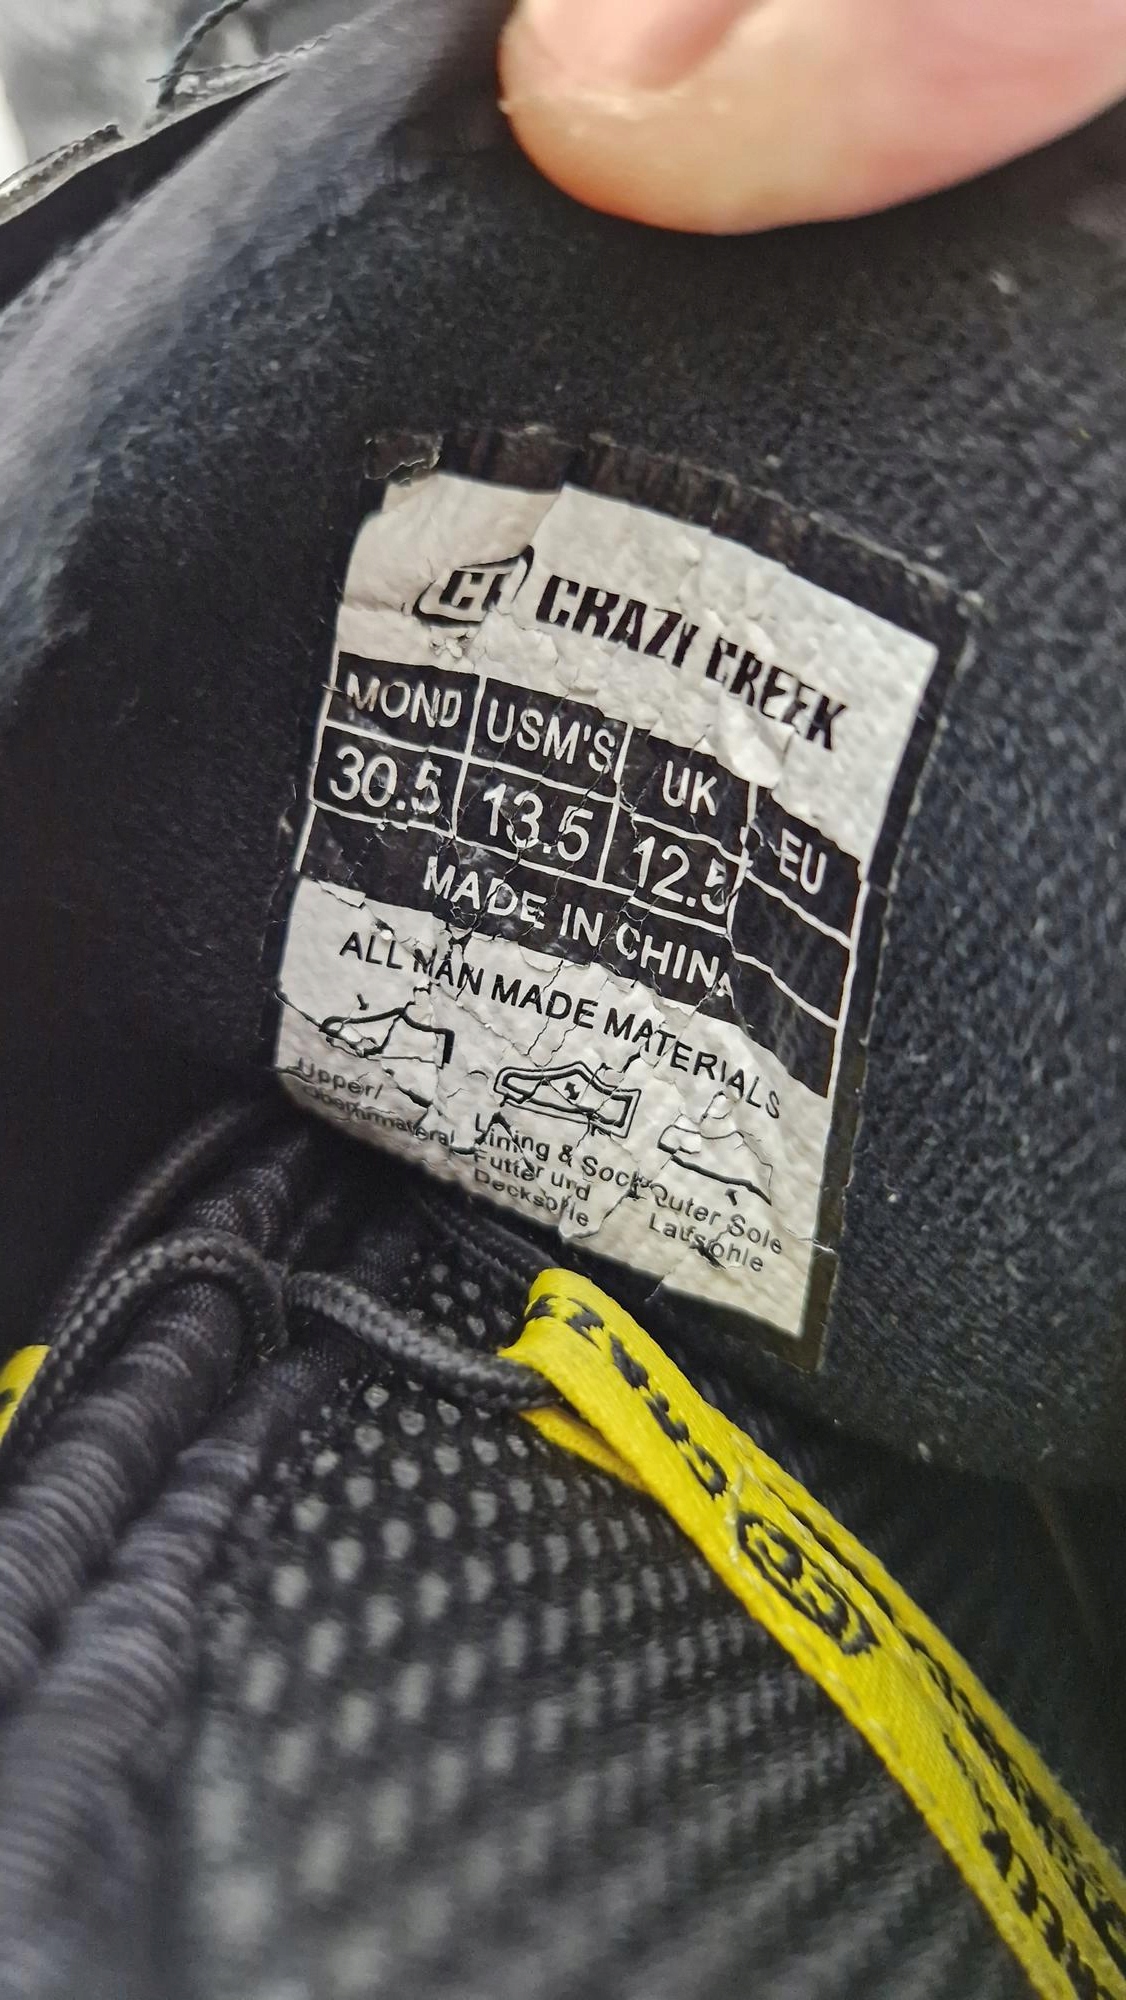 CRAZY CREEK
MOND USM'S UK EU
30.5 13.5 12.5
MADE IN CHINA
ALL MAN MADE MATERIALS
Upper/
Lining & Sock
Futter und
Decksohle
Outer Sole
Laufsohle